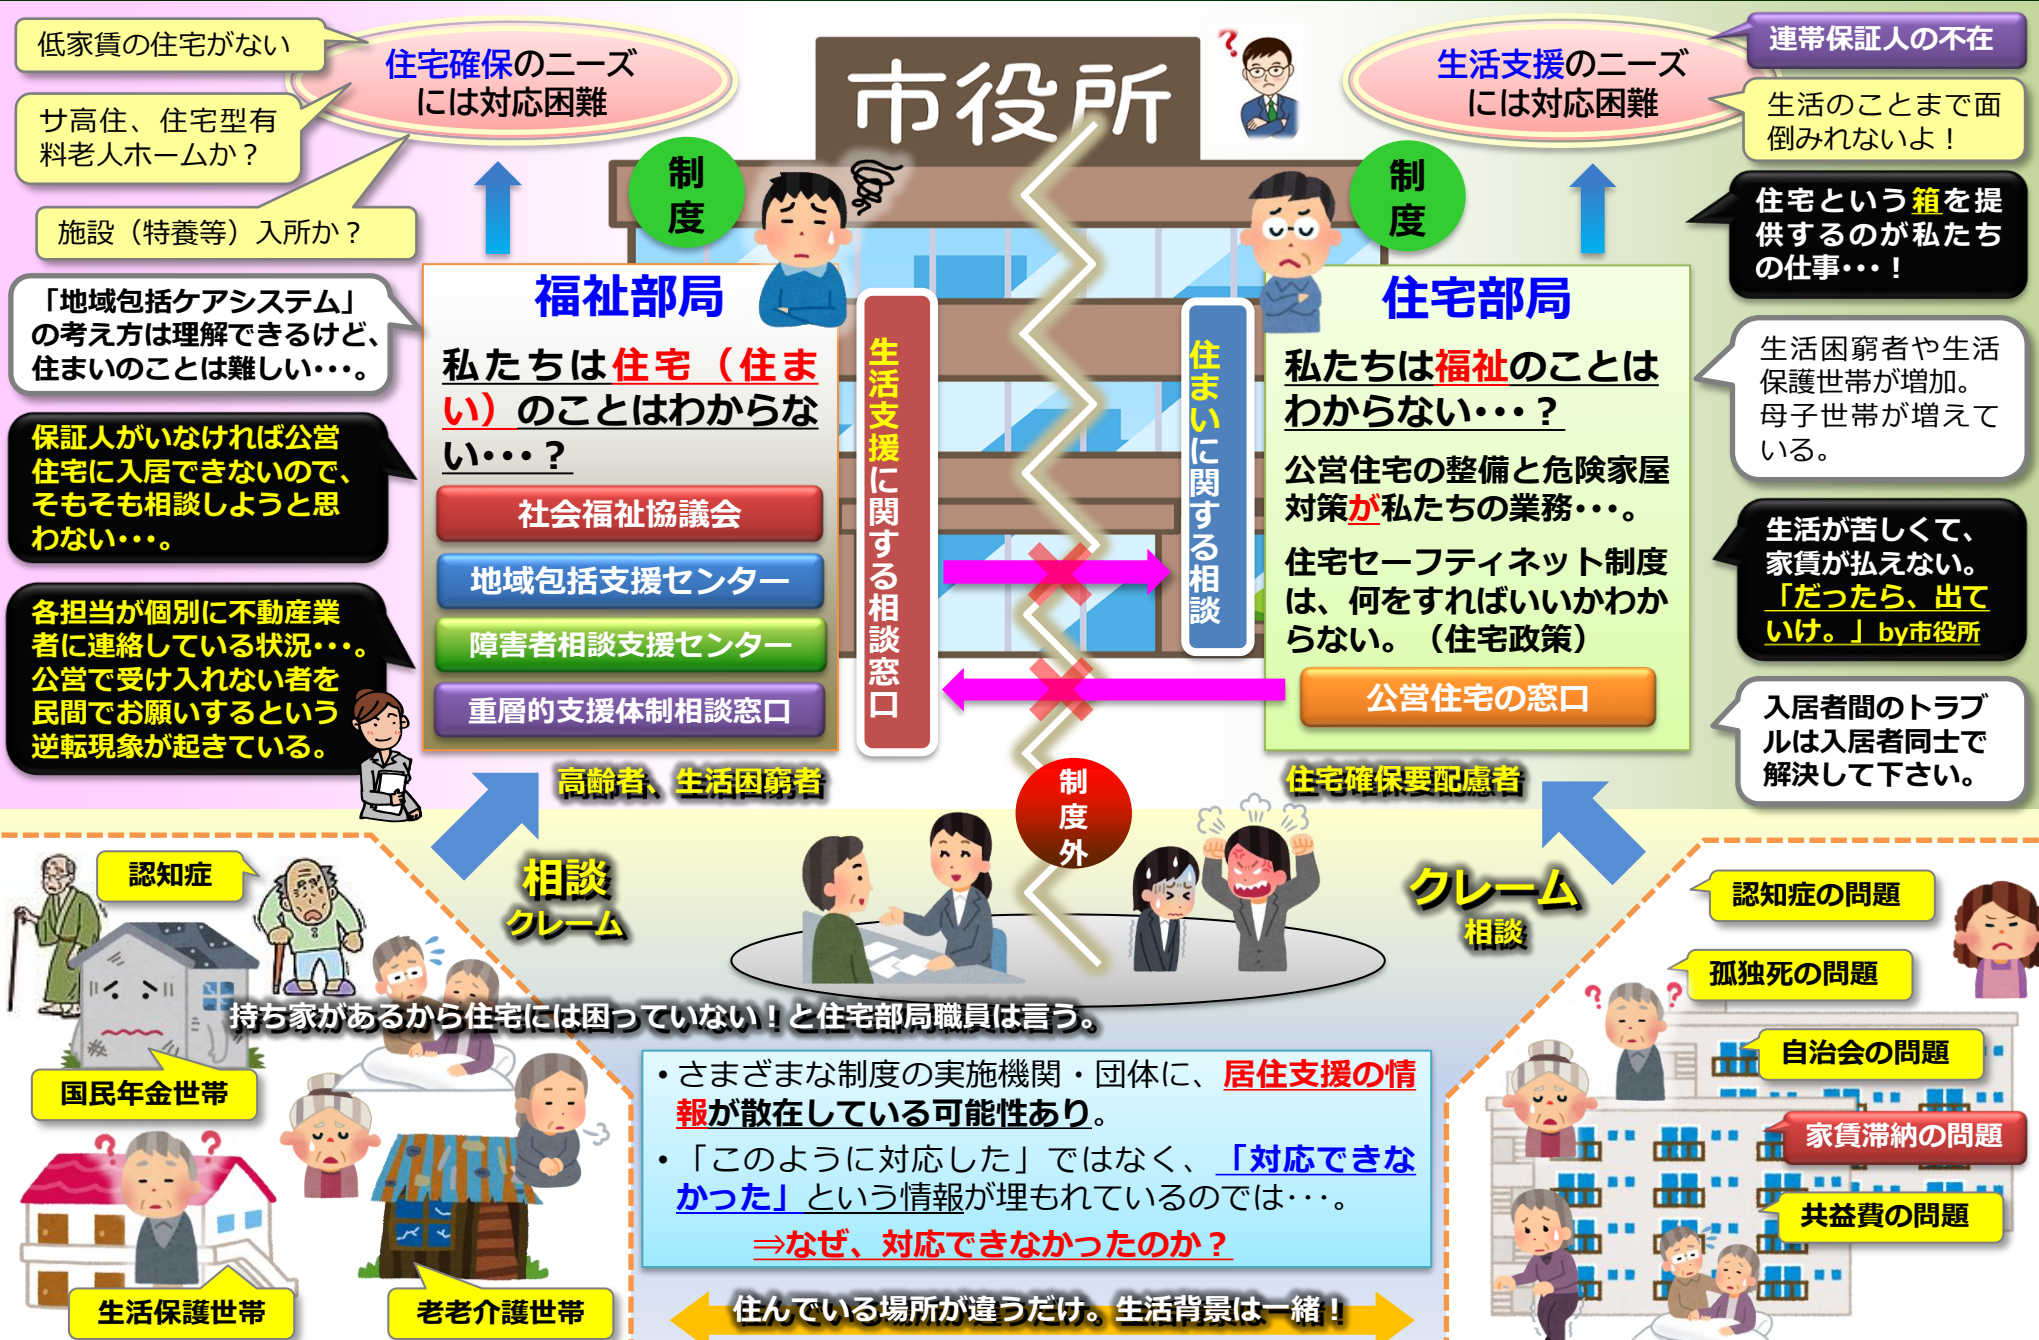 低家賃の住宅がない
サ高住、住宅型有
料老人ホームか？
施設（特養等）入所か？
住宅確保のニーズ
には対応困難
市役所
?
生活支援のニーズ
には対応困難
連帯保証人の不在
生活のことまで面
倒みれないよ！
制
度
制
度
住宅という箱を提
供するのが私たち
の仕事･･･！
「地域包括ケアシステム」
の考え方は理解できるけど、
住まいのことは難しい･･･。
保証人がいなければ公営
住宅に入居できないので、
そもそも相談しようと思
わない･･･。
各担当が個別に不動産業
者に連絡している状況･･･。
公営で受け入れない者を
民間でお願いするという
逆転現象が起きている。
福祉部局
私たちは住宅（住ま
い）のことはわからな
い･･･？
社会福祉協議会
地域包括支援センター
障害者相談支援センター
重層的支援体制相談窓口
生活支援に関する相談窓口
住まいに関する相談
住宅部局
私たちは福祉のことは
わからない･･･？
公営住宅の整備と危険家屋
対策が私たちの業務･･･。
住宅セーフティネット制度
は、何をすればいいかわか
らない。（住宅政策）
公営住宅の窓口
生活困窮者や生活
保護世帯が増加。
母子世帯が増えて
いる。
生活が苦しくて、
家賃が払えない。
「だったら、出て
いけ。」by市役所
入居者間のトラブ
ルは入居者同士で
解決して下さい。
高齢者、生活困窮者
住宅確保要配慮者
制
度
外
相談
クレーム
クレーム
相談
認知症
持ち家があるから住宅には困っていない！と住宅部局職員は言う。
国民年金世帯
? ?
生活保護世帯
老老介護世帯
・さまざまな制度の実施機関・団体に、居住支援の情
報が散在している可能性あり。
・「このように対応した」ではなく、「対応できな
かった」という情報が埋もれているのでは･･･。
⇒なぜ、対応できなかったのか？
住んでいる場所が違うだけ。生活背景は一緒！
認知症の問題
孤独死の問題
? ?
自治会の問題
家賃滞納の問題
共益費の問題